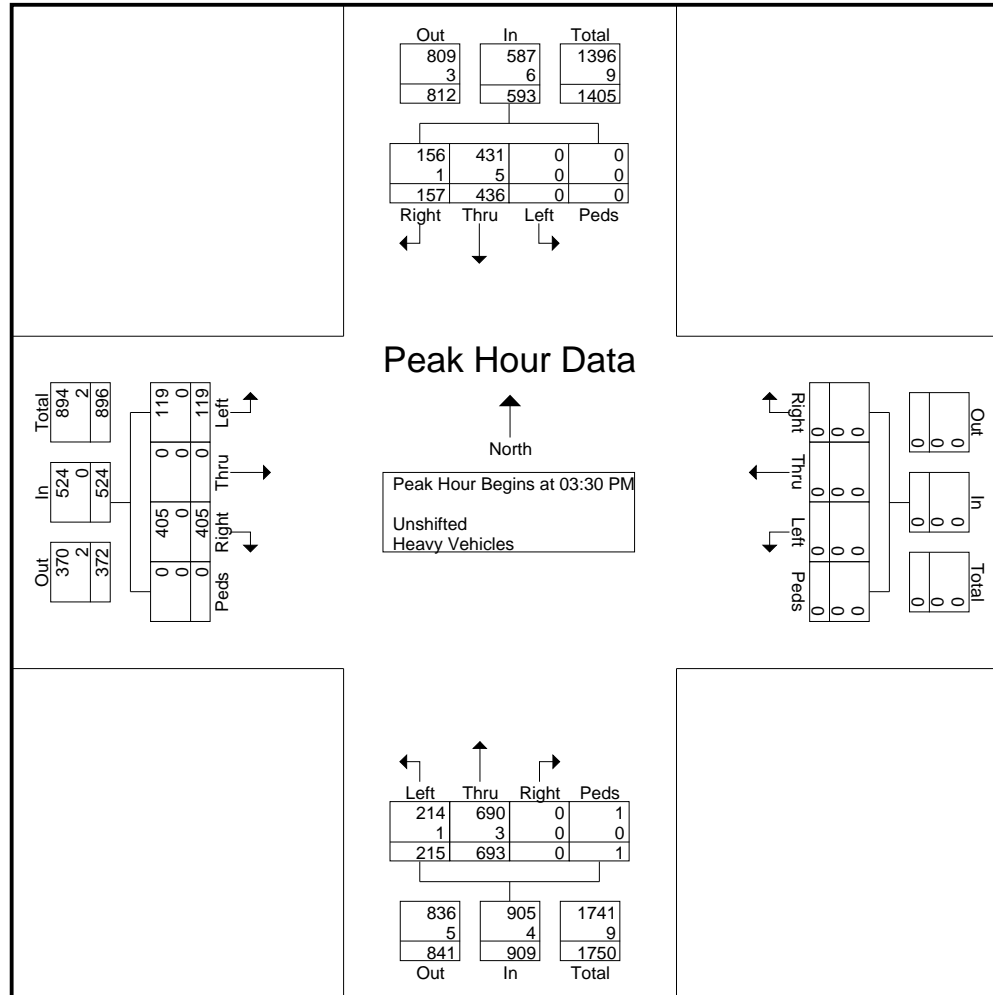 Out In Total
809 587 1396
3 6 9
812 593 1405
156 431 0 0
1 5 0 0
157 436 0 0
Right Thru Left Peds
Peak Hour Data
North
Peak Hour Begins at 03:30 PM
Unshifted
Heavy Vehicles
Total
894
2
896
In
524
0
524
Out
370
2
372
119
0
119
Left
0
0
0
Thru
405
0
405
Right
0
0
0
Peds
Right
0
0
0
Thru
0
0
0
Left
0
0
0
Peds
0
0
0
Out
0
0
0
In
0
0
0
Total
0
0
0
Left Thru Right Peds
214 690 0 1
1 3 0 0
215 693 0 1
836 905 1741
5 4 9
841 909 1750
Out In Total